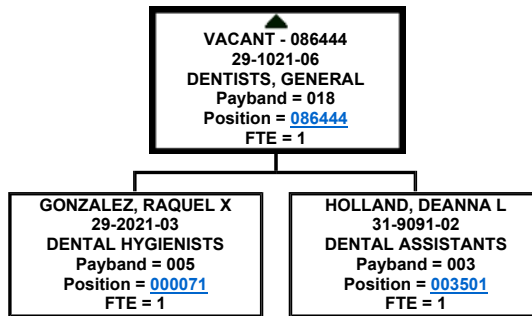 VACANT - 086444
29-1021-06
DENTISTS, GENERAL
Payband = 018
Position = 086444
FTE = 1
GONZALEZ, RAQUEL X
29-2021-03
DENTAL HYGIENISTS
Payband = 005
Position = 000071
FTE = 1
HOLLAND, DEANNA L
31-9091-02
DENTAL ASSISTANTS
Payband = 003
Position = 003501
FTE = 1